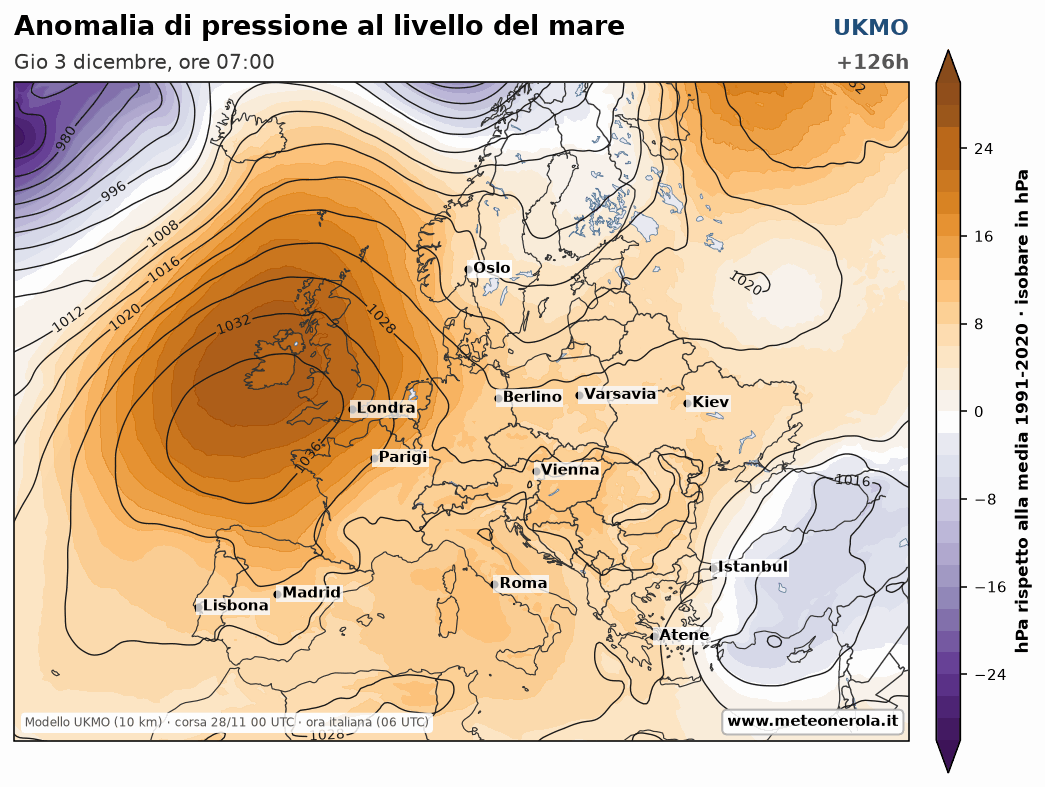 Anomalia di pressione al livello del mare
UKMO
Gio 3 dicembre, ore 07:00
+126h
980
996
1008
1016
1012
1020
1032
1028
1036
1020
1016
1028
Oslo
Londra
Berlino
Varsavia
Kiev
Parigi
Vienna
Istanbul
Roma
Madrid
Lisbona
Atene
24
16
8
0
−8
−16
−24
hPa rispetto alla media 1991-2020 · isobare in hPa
Modello UKMO (10 km) · corsa 28/11 00 UTC · ora italiana (06 UTC)
www.meteonerola.it